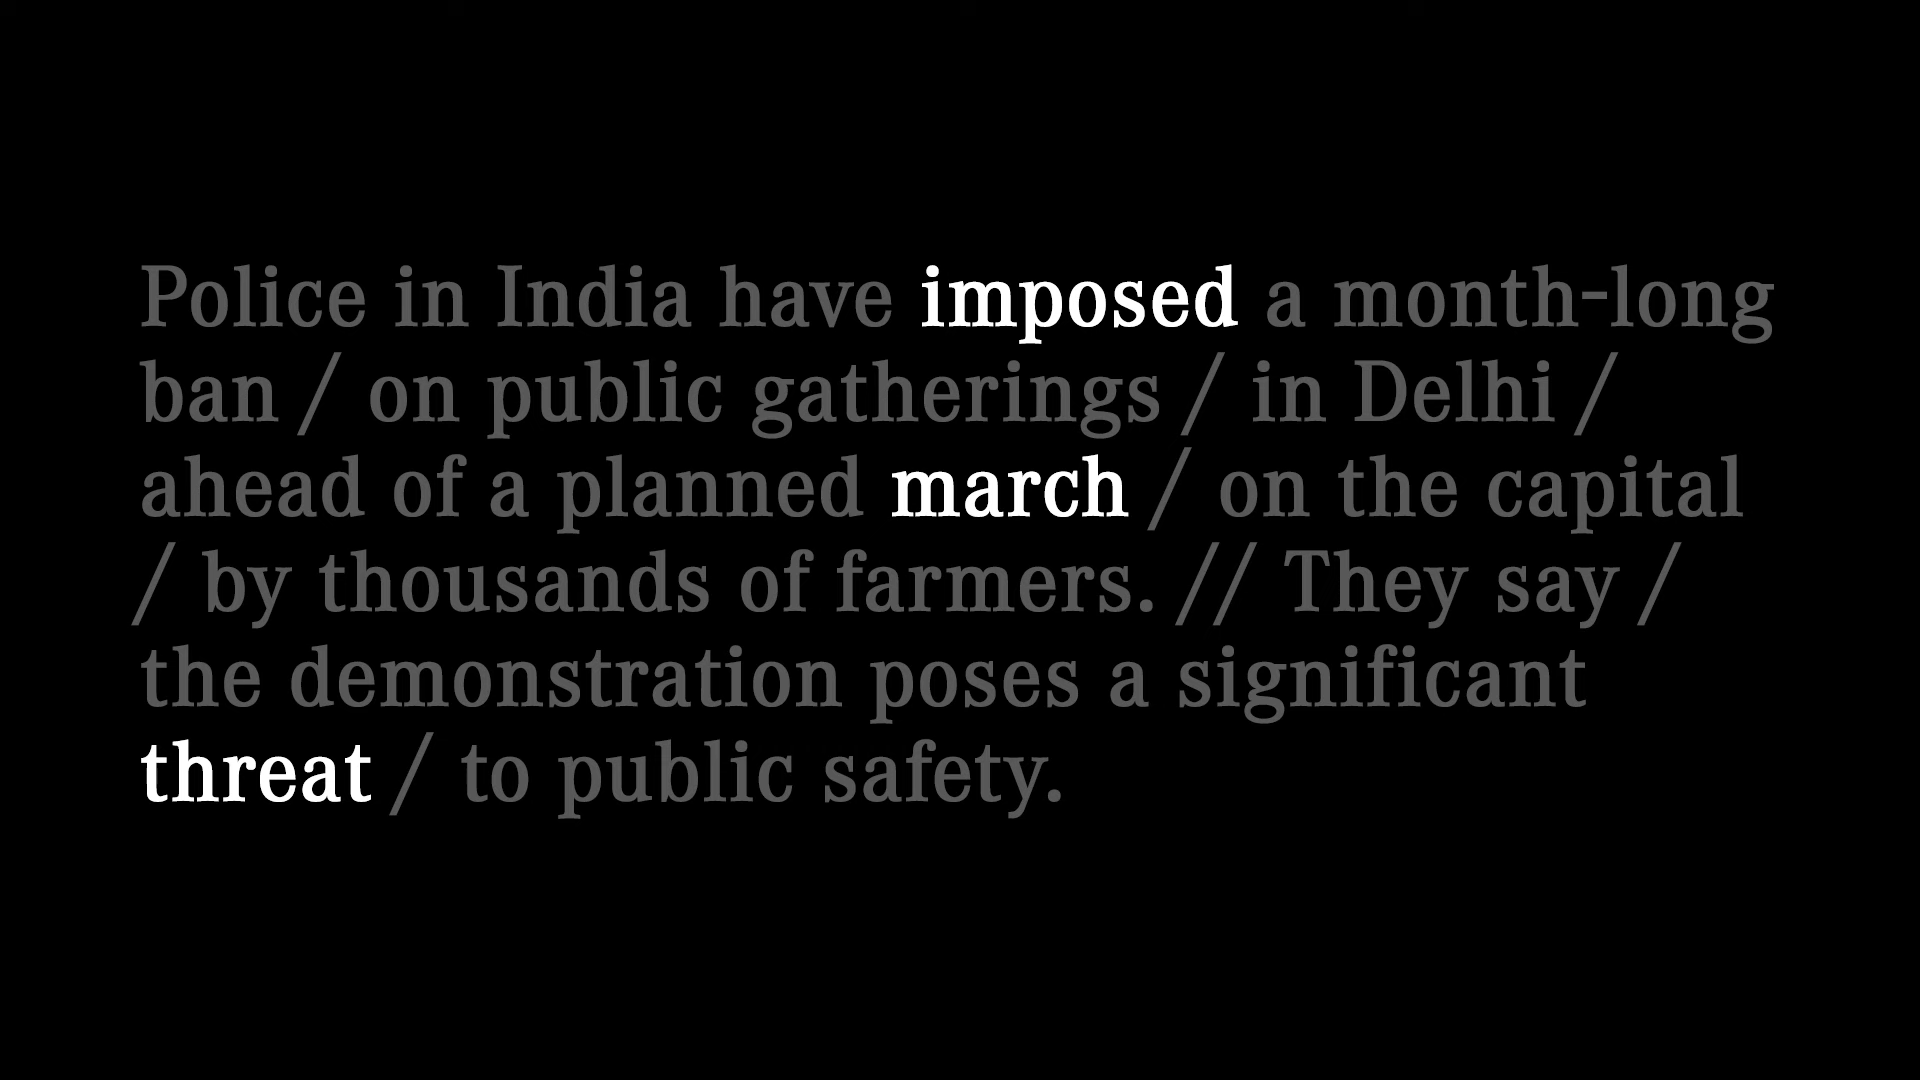 Police in India have imposed a month-long
ban / on public gatherings / in Delhi /
ahead of a planned march / on the capital
/ by thousands of farmers. // They say /
the demonstration poses a significant
threat / to public safety.